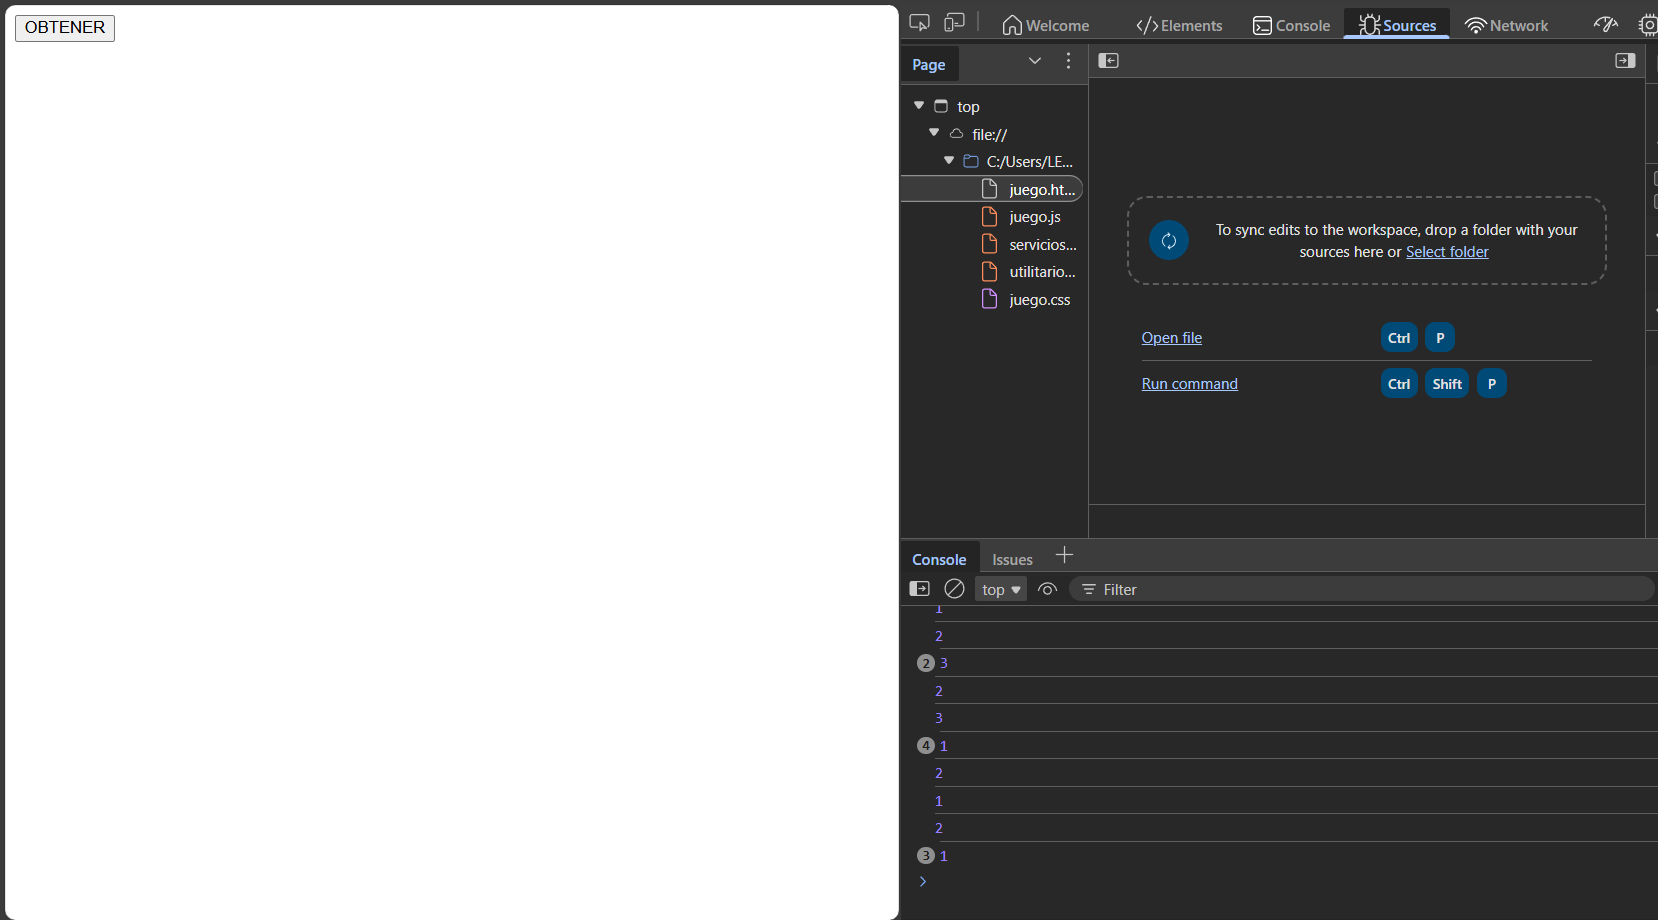 OBTENER
Welcome
Elements
Console
Sources
Network
Page
top
file://
C:/Users/LE...
juego.ht...
juego.js
servicios...
utilitario...
juego.css
To sync edits to the workspace, drop a folder with your
sources here or Select folder
Open file Ctrl P
Run command Ctrl Shift P
Console Issues
top Filter
1
2
2 3
2
3
4 1
2
1
2
3 1